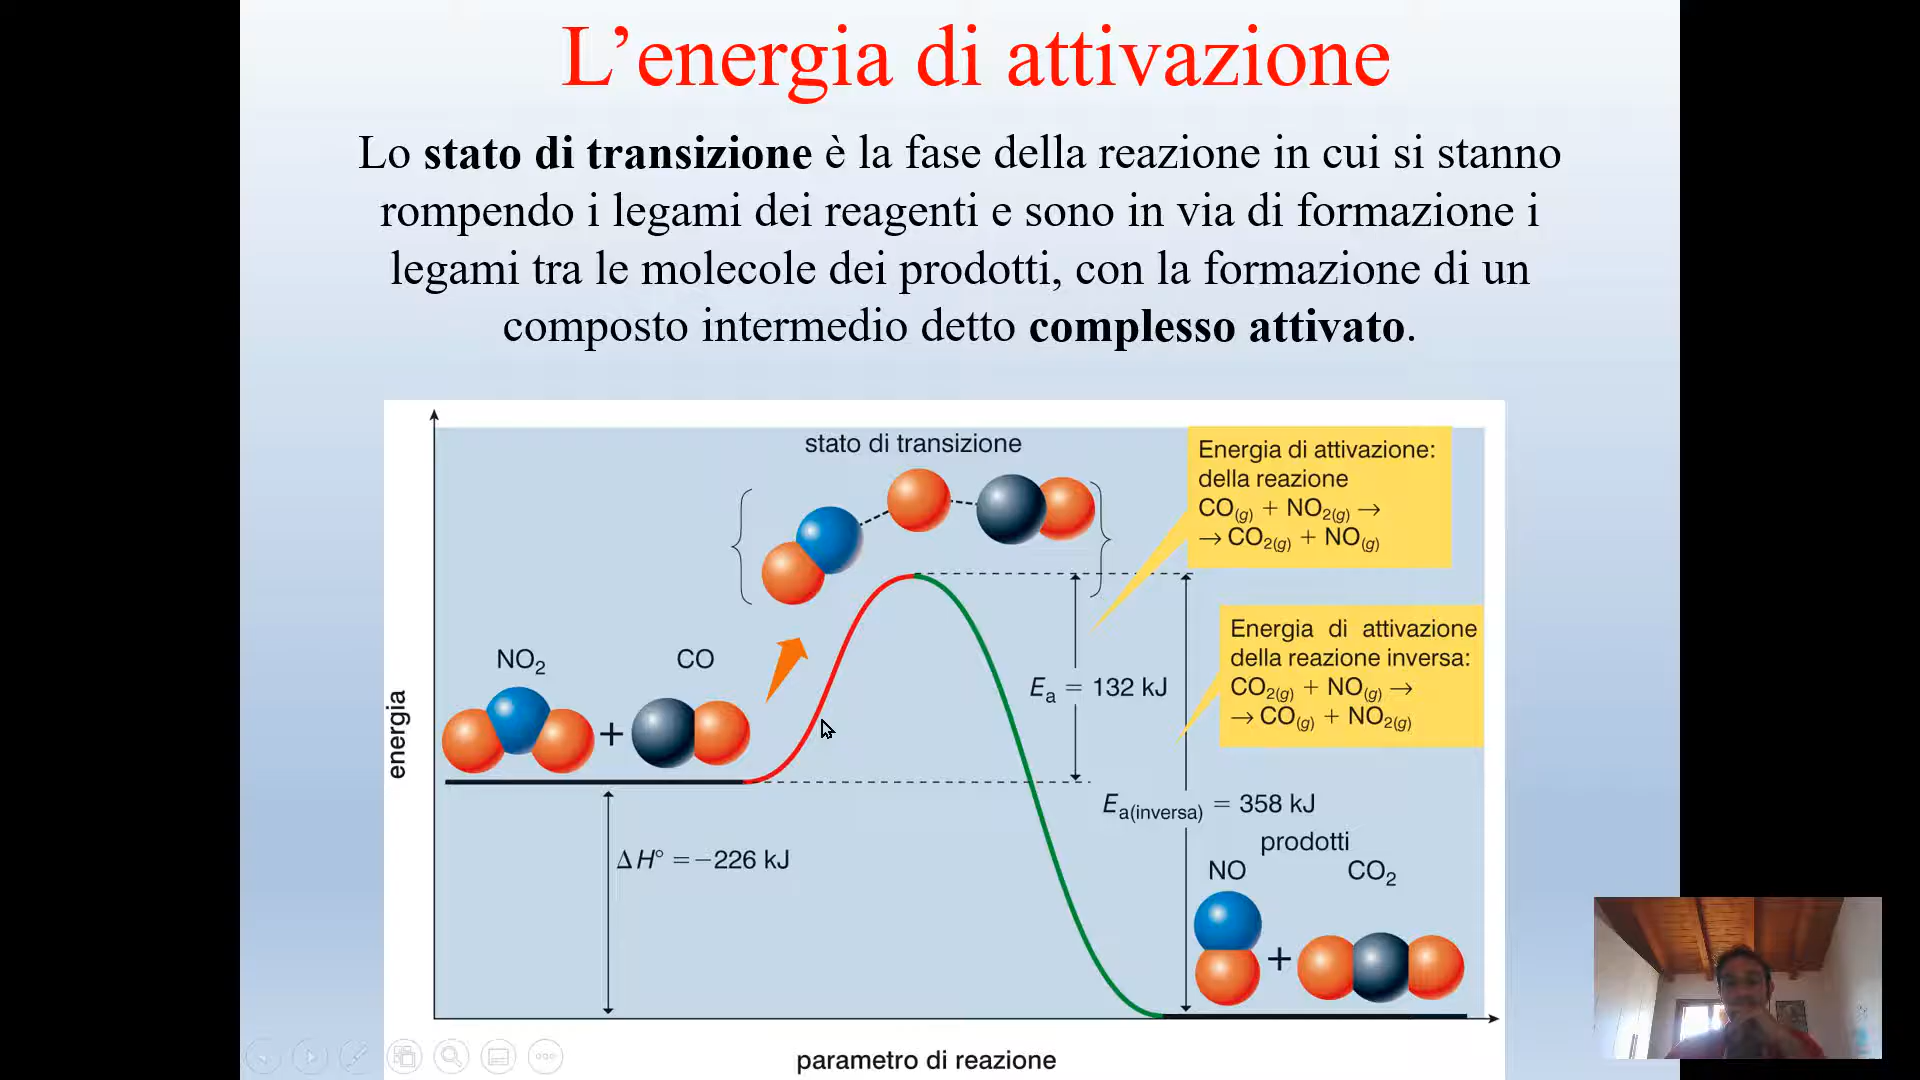 L’energia di attivazione
Lo stato di transizione è la fase della reazione in cui si stanno
rompendo i legami dei reagenti e sono in via di formazione i
legami tra le molecole dei prodotti, con la formazione di un
composto intermedio detto complesso attivato.
stato di transizione
Energia di attivazione:
della reazione
CO(g) + NO2(g) →
→ CO2(g) + NO(g)
Energia di attivazione
della reazione inversa:
CO2(g) + NO(g) →
→ CO(g) + NO2(g)
NO2
CO
+
Ea = 132 kJ
energia
Ea(inversa) = 358 kJ
ΔH° = −226 kJ
prodotti
NO
CO2
+
parametro di reazione